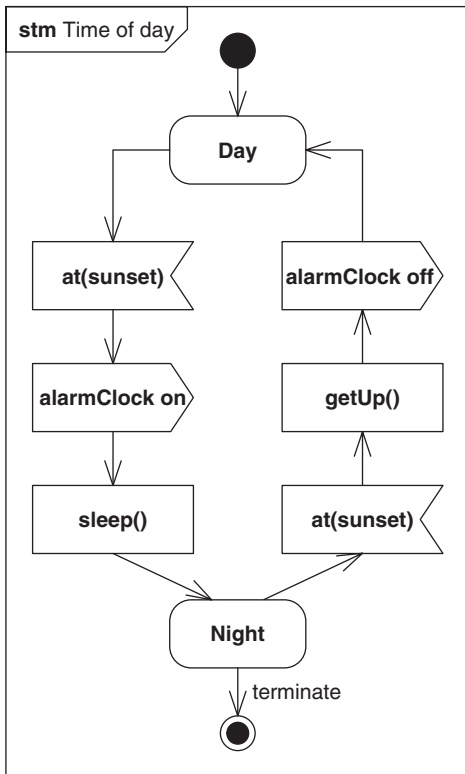 stm Time of day
Day
at(sunset)
alarmClock off
alarmClock on
getUp()
sleep()
at(sunset)
Night
terminate